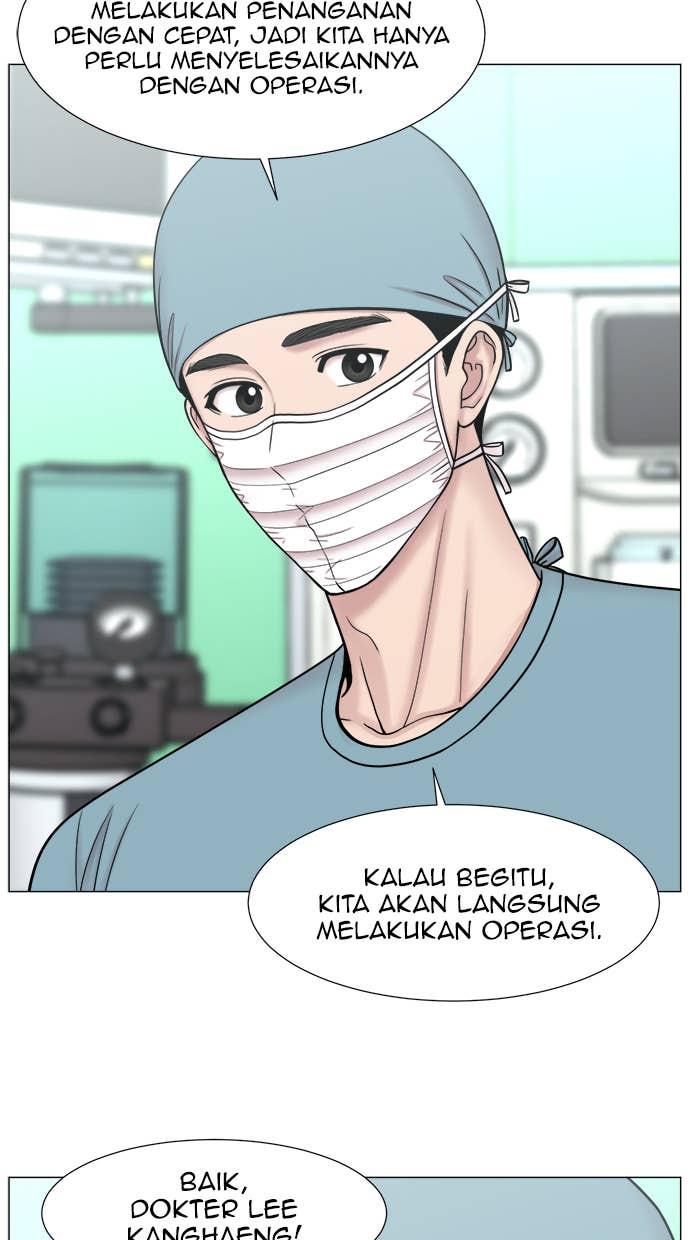 MELAKUKAN PENANGANAN
DENGAN CEPAT, JADI KITA HANYA
PERLU MENYELESAIKANNYA
DENGAN OPERASI.
KALAU BEGITU,
KITA AKAN LANGSUNG
MELAKUKAN OPERASI.
BAIK,
DOKTER LEE
KANGHAENG!